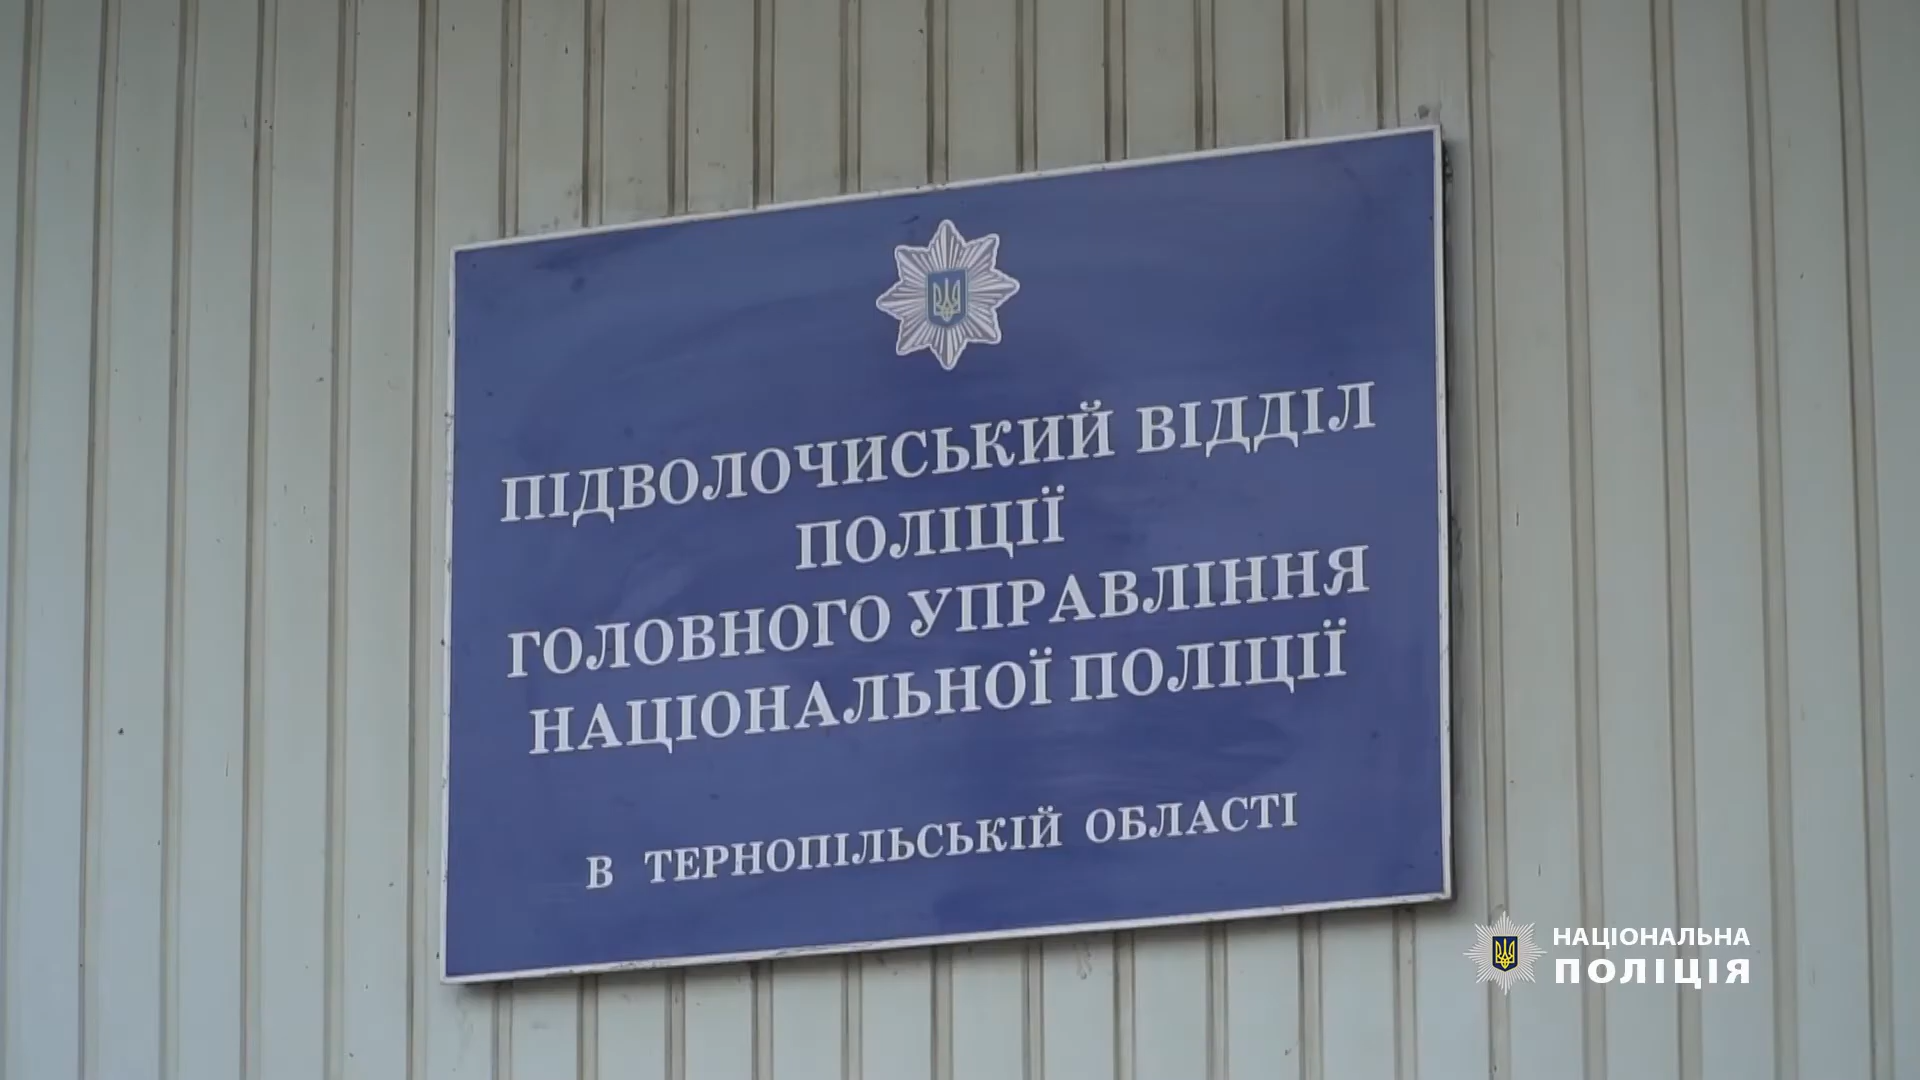 ПІДВОЛОЧИСЬКИЙ ВІДДІЛ
ПОЛІЦІЇ
ГОЛОВНОГО УПРАВЛІННЯ
НАЦІОНАЛЬНОЇ ПОЛІЦІЇ
В ТЕРНОПІЛЬСЬКІЙ ОБЛАСТІ
НАЦІОНАЛЬНА
ПОЛІЦІЯ